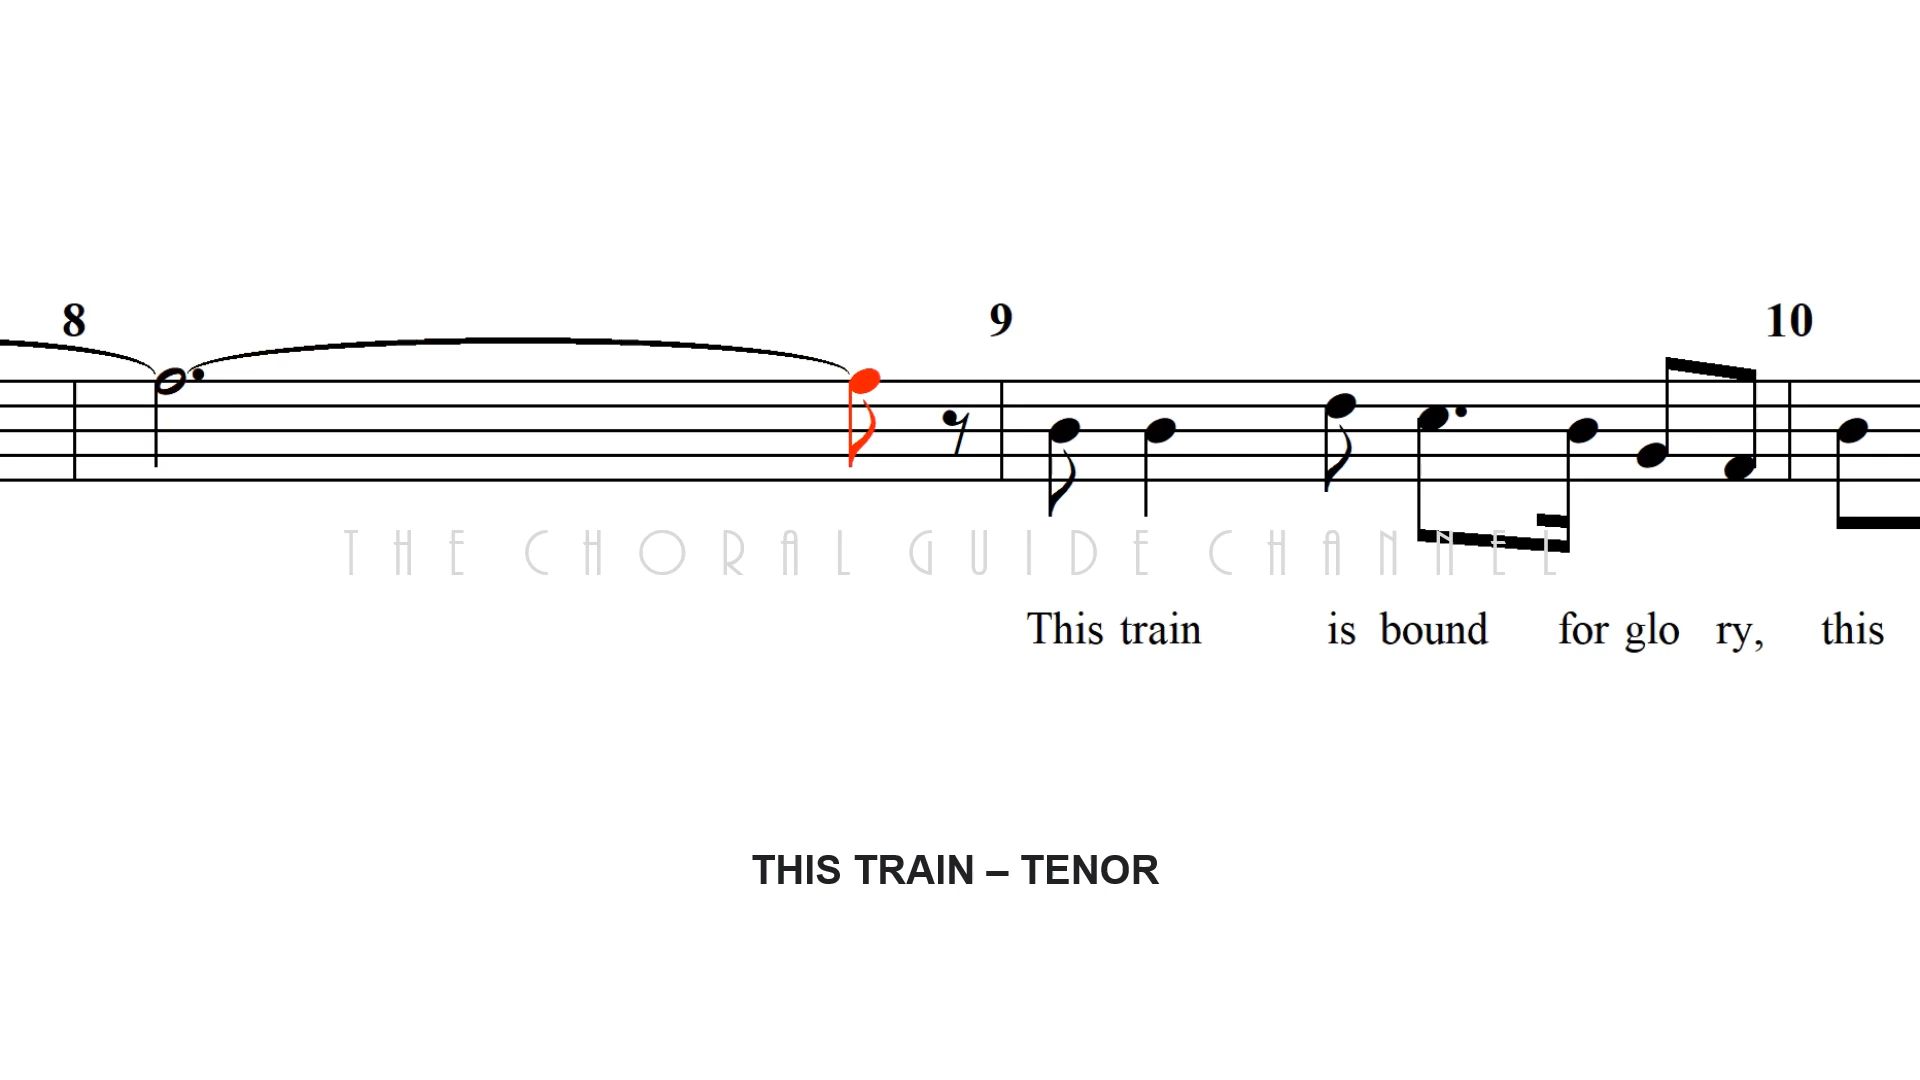 8 9 10
THE CHORAL GUIDE CHANNEL
This train is bound for glo ry, this
THIS TRAIN – TENOR